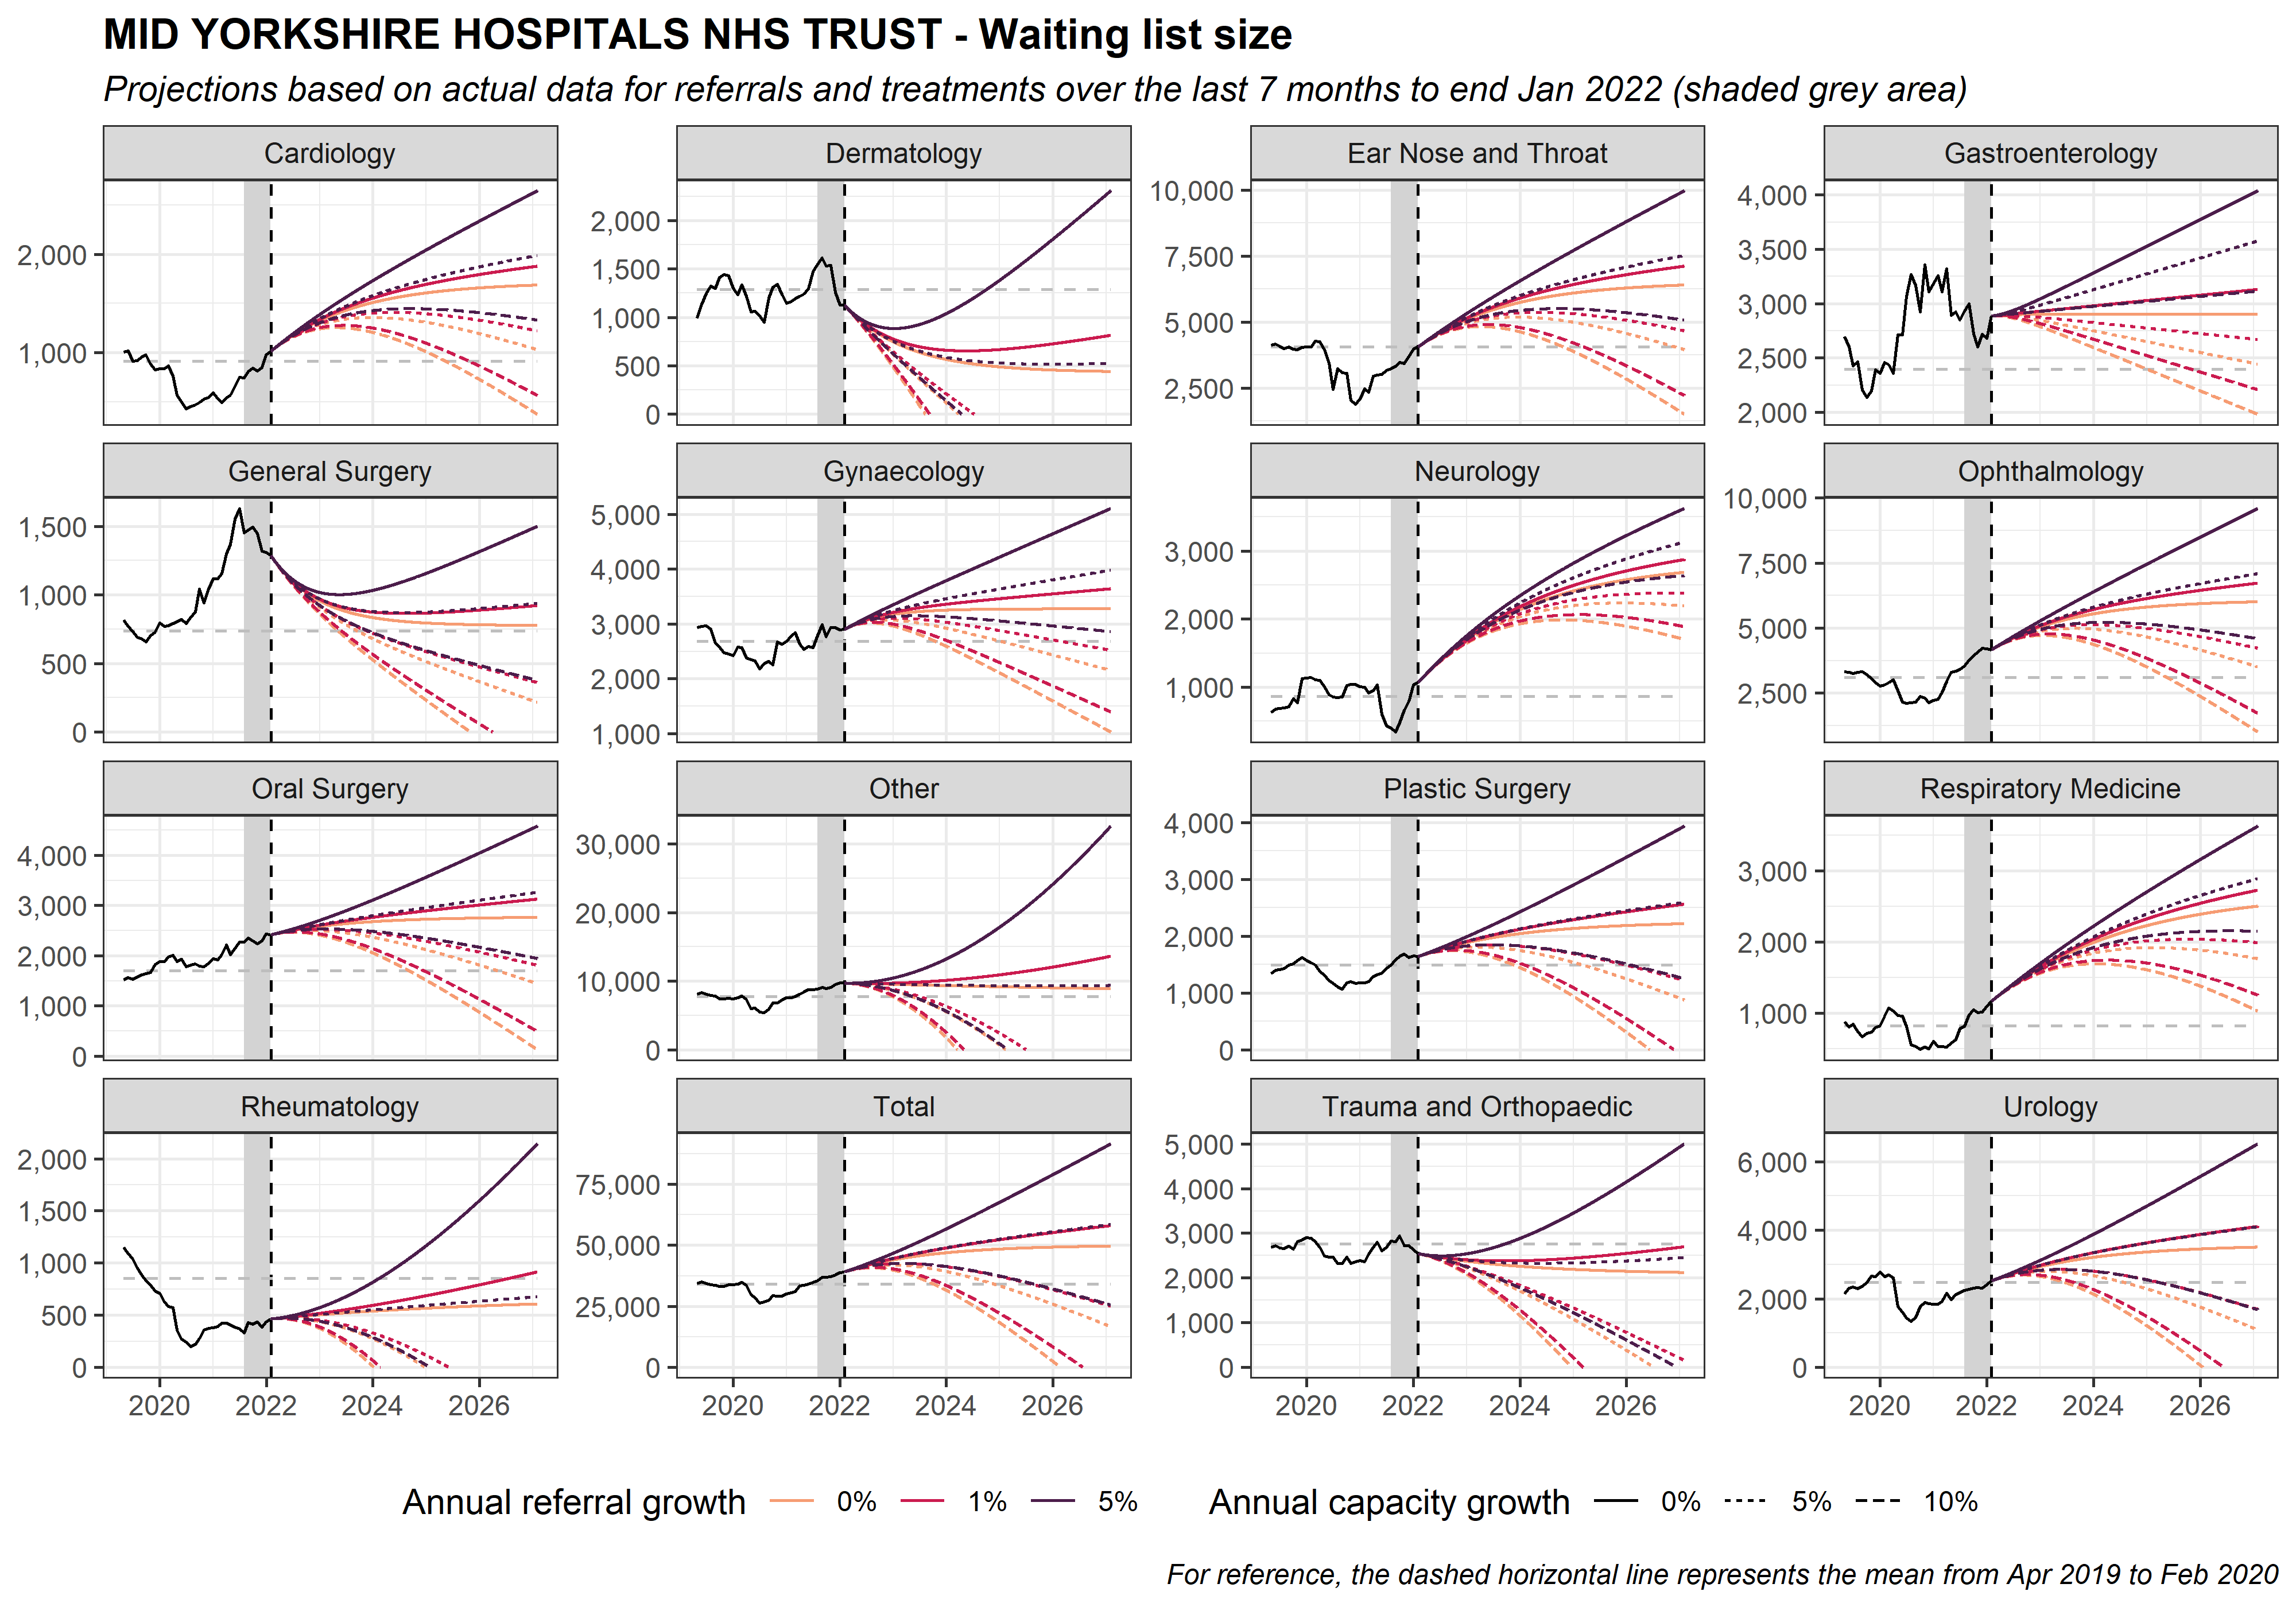 MID YORKSHIRE HOSPITALS NHS TRUST - Waiting list size
Projections based on actual data for referrals and treatments over the last 7 months to end Jan 2022 (shaded grey area)
Cardiology
2,000
1,000
Dermatology
2,000
1,500
1,000
500
0
Ear Nose and Throat
10,000
7,500
5,000
2,500
Gastroenterology
4,000
3,500
3,000
2,500
2,000
General Surgery
1,500
1,000
500
0
Gynaecology
5,000
4,000
3,000
2,000
1,000
Neurology
3,000
2,000
1,000
Ophthalmology
10,000
7,500
5,000
2,500
Oral Surgery
4,000
3,000
2,000
1,000
0
Other
30,000
20,000
10,000
0
Plastic Surgery
4,000
3,000
2,000
1,000
0
Respiratory Medicine
3,000
2,000
1,000
Rheumatology
2,000
1,500
1,000
500
0
2020 2022 2024 2026
Total
75,000
50,000
25,000
0
2020 2022 2024 2026
Trauma and Orthopaedic
5,000
4,000
3,000
2,000
1,000
0
2020 2022 2024 2026
Urology
6,000
4,000
2,000
0
2020 2022 2024 2026
Annual referral growth 0% 1% 5%
Annual capacity growth 0% 5% 10%
For reference, the dashed horizontal line represents the mean from Apr 2019 to Feb 2020